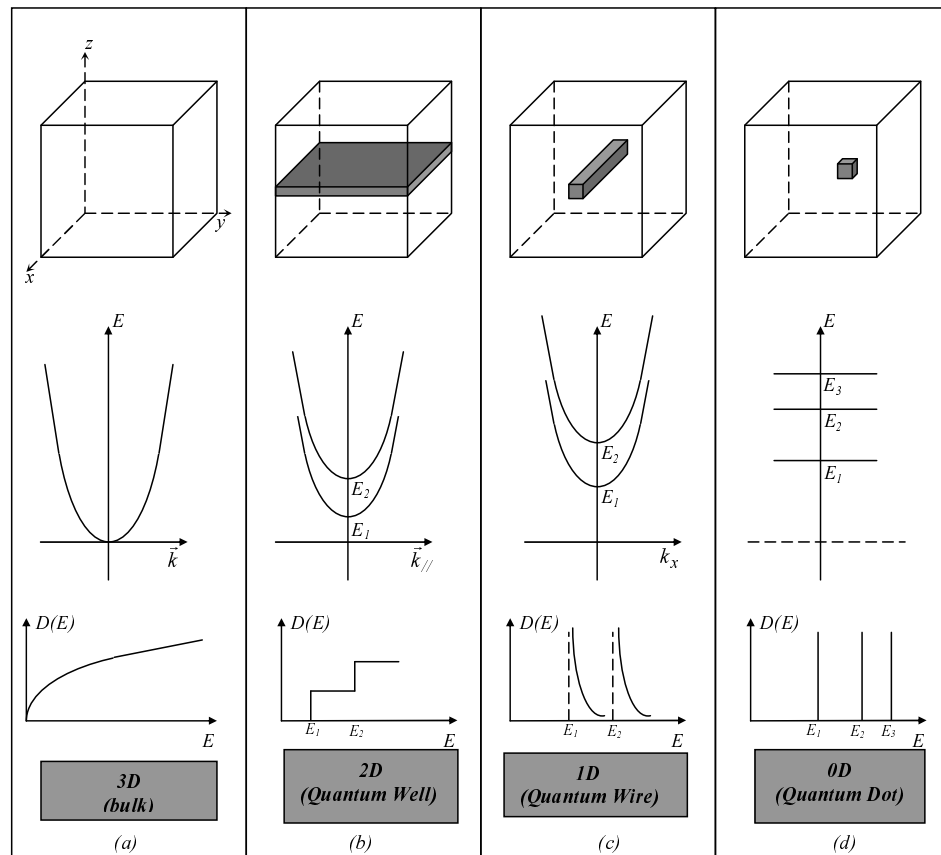 z
y
x
E
k⃗
D(E)
E
3D
(bulk)
(a)
E
E₂
E₁
k⃗//
D(E)
E₁
E₂
E
2D
(Quantum Well)
(b)
E
E₂
E₁
kₓ
D(E)
E₁
E₂
E
1D
(Quantum Wire)
(c)
E
E₃
E₂
E₁
D(E)
E₁
E₂
E₃
E
0D
(Quantum Dot)
(d)